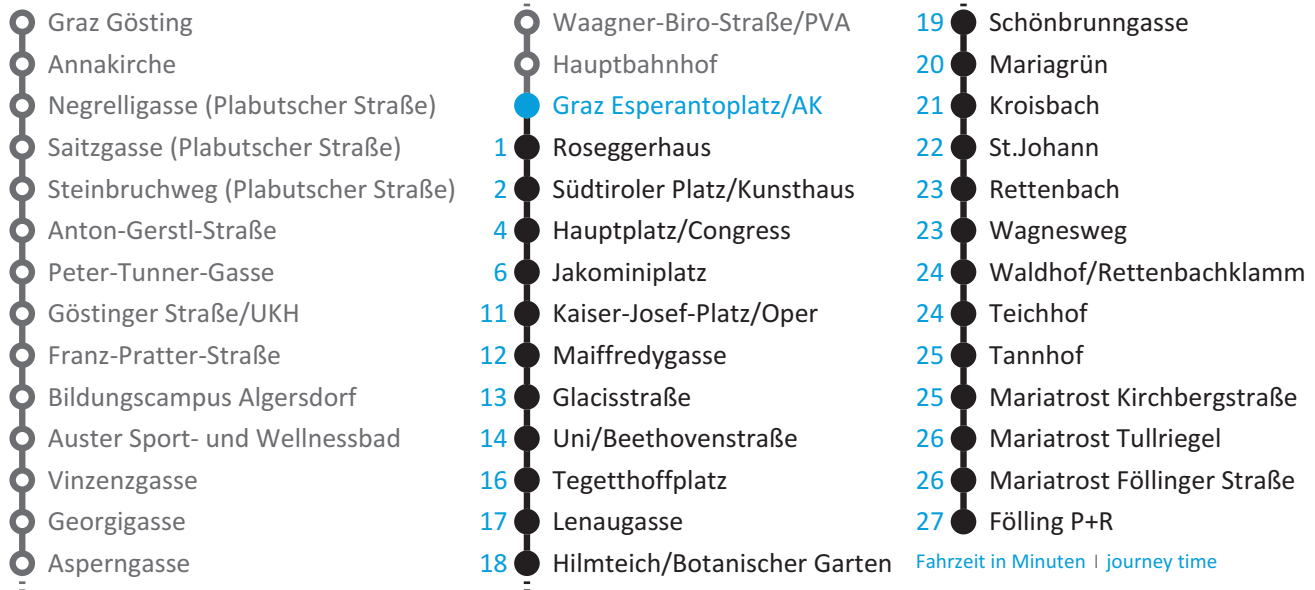 Graz Gösting
Annakirche
Negrelligasse (Plabutscher Straße)
Saitzgasse (Plabutscher Straße)
Steinbruchweg (Plabutscher Straße)
Anton-Gerstl-Straße
Peter-Tunner-Gasse
Göstinger Straße/UKH
Franz-Pratter-Straße
Bildungscampus Algersdorf
Auster Sport- und Wellnessbad
Vinzenzgasse
Georgigasse
Asperngasse
Waagner-Biro-Straße/PVA
Hauptbahnhof
Graz Esperantoplatz/AK
1 Roseggerhaus
2 Südtiroler Platz/Kunsthaus
4 Hauptplatz/Congress
6 Jakominiplatz
11 Kaiser-Josef-Platz/Oper
12 Maiffredygasse
13 Glacisstraße
14 Uni/Beethovenstraße
16 Tegetthoffplatz
17 Lenaugasse
18 Hilmteich/Botanischer Garten
19 Schönbrunngasse
20 Mariagrün
21 Kroisbach
22 St.Johann
23 Rettenbach
23 Wagnesweg
24 Waldhof/Rettenbachklamm
24 Teichhof
25 Tannhof
25 Mariatrost Kirchbergstraße
26 Mariatrost Tullriegel
26 Mariatrost Föllinger Straße
27 Fölling P+R
Fahrzeit in Minuten | journey time